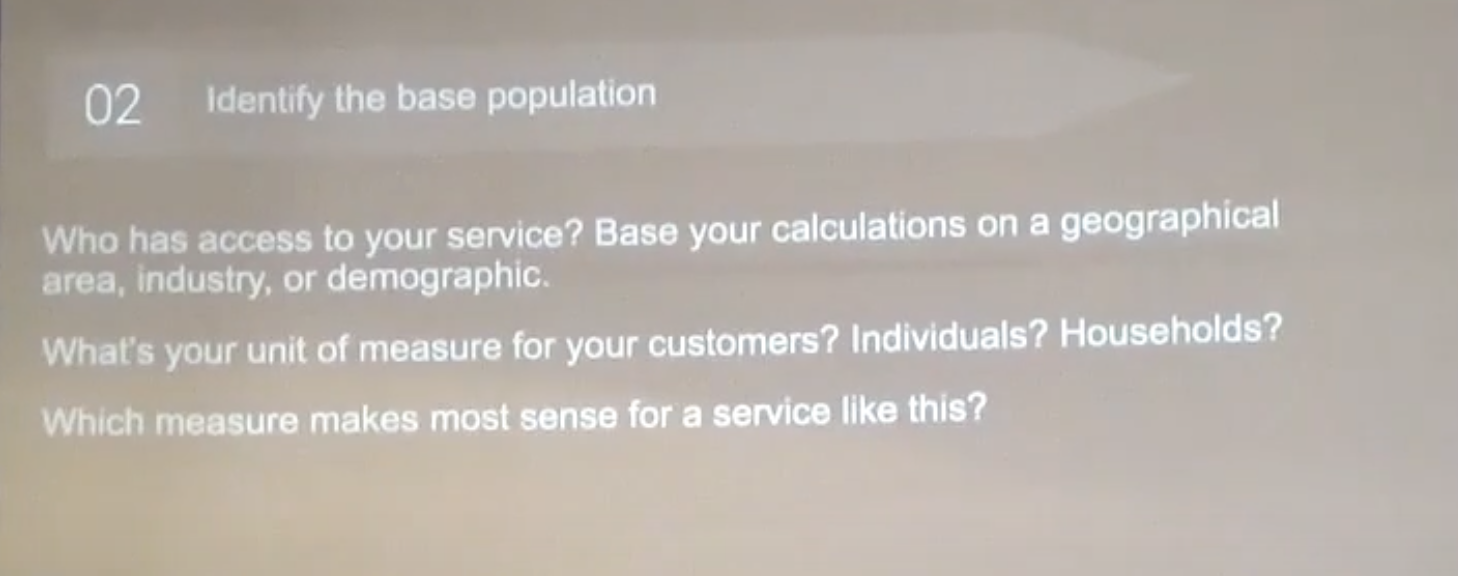 02
Identify the base population
Who has access to your service? Base your calculations on a geographical
area, industry, or demographic.
What's your unit of measure for your customers? Individuals? Households?
Which measure makes most sense for a service like this?